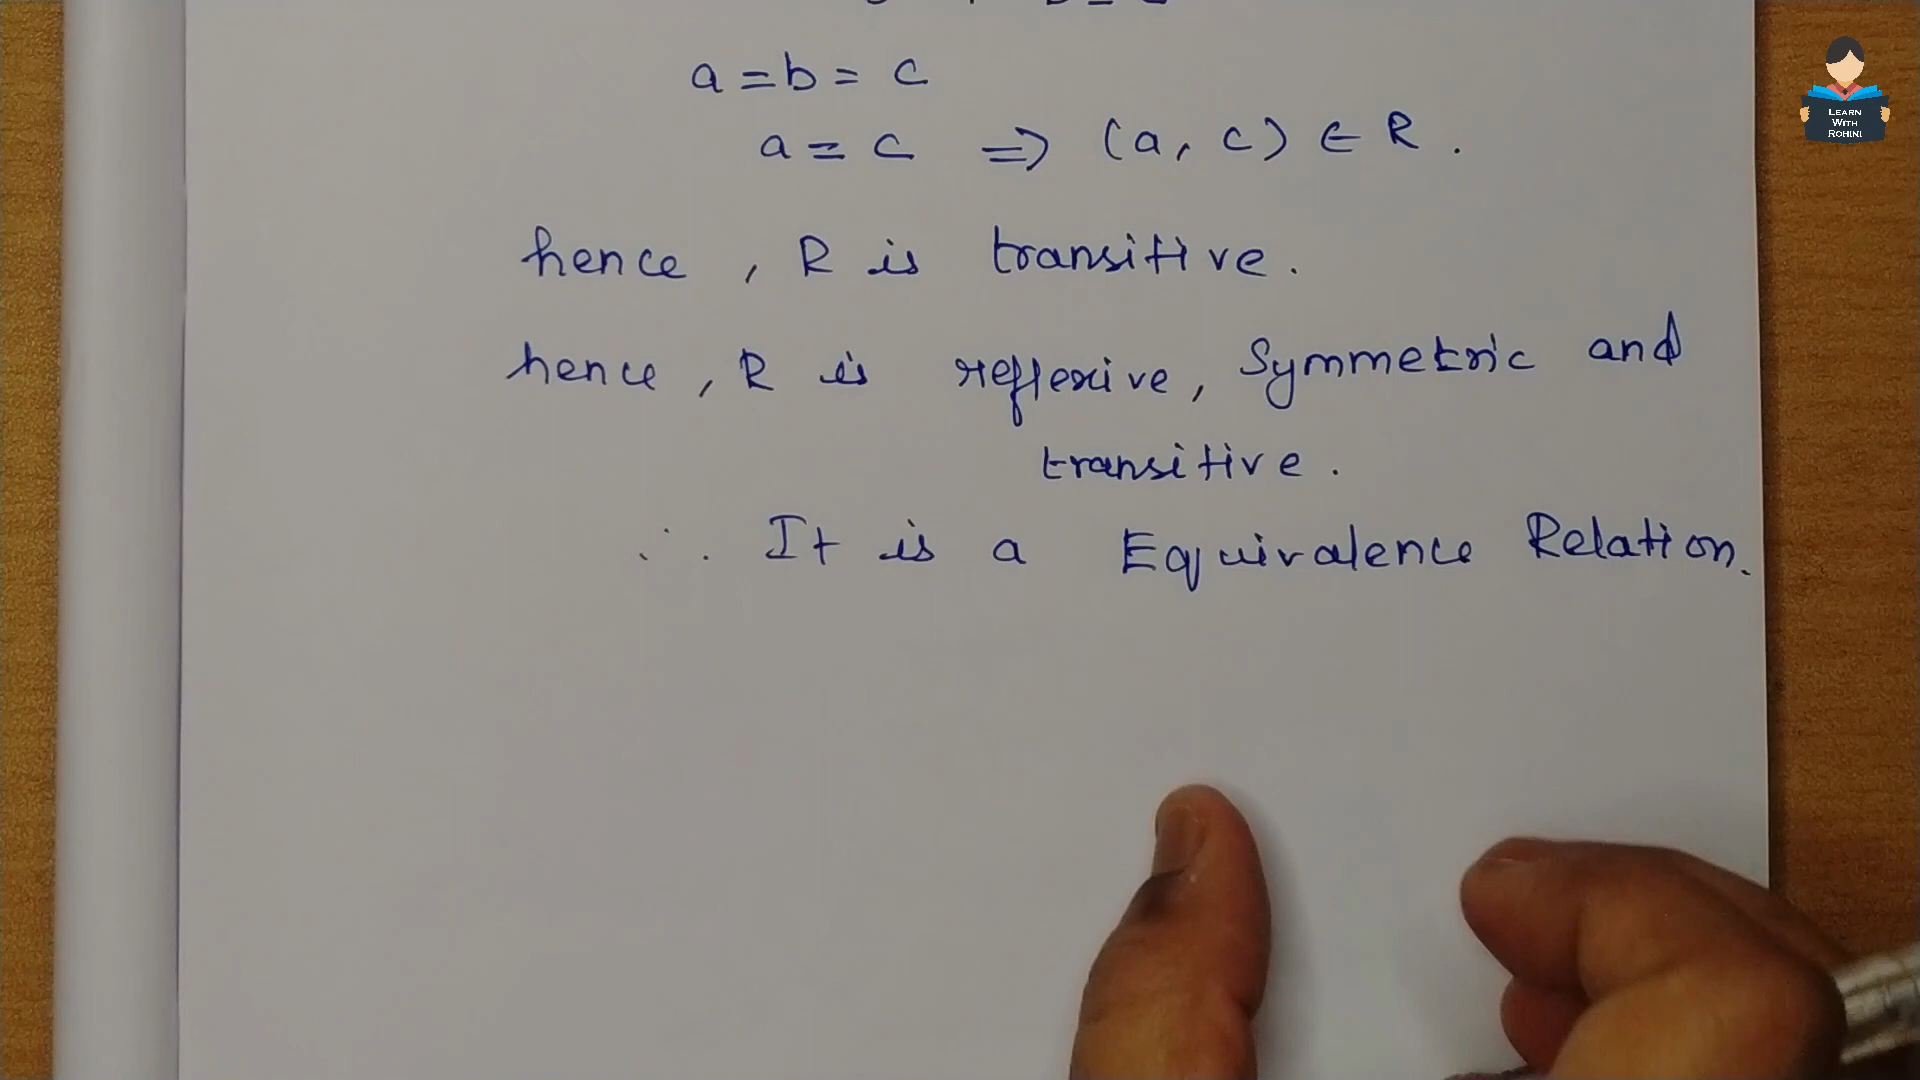 a = b = c
a = c ⇒ (a, c) ∈ R .
hence , R is transitive .
hence , R is reflexive , Symmetric and
transitive .
∴ It is a Equivalence Relation .
LEARN
WITH
ROHINI